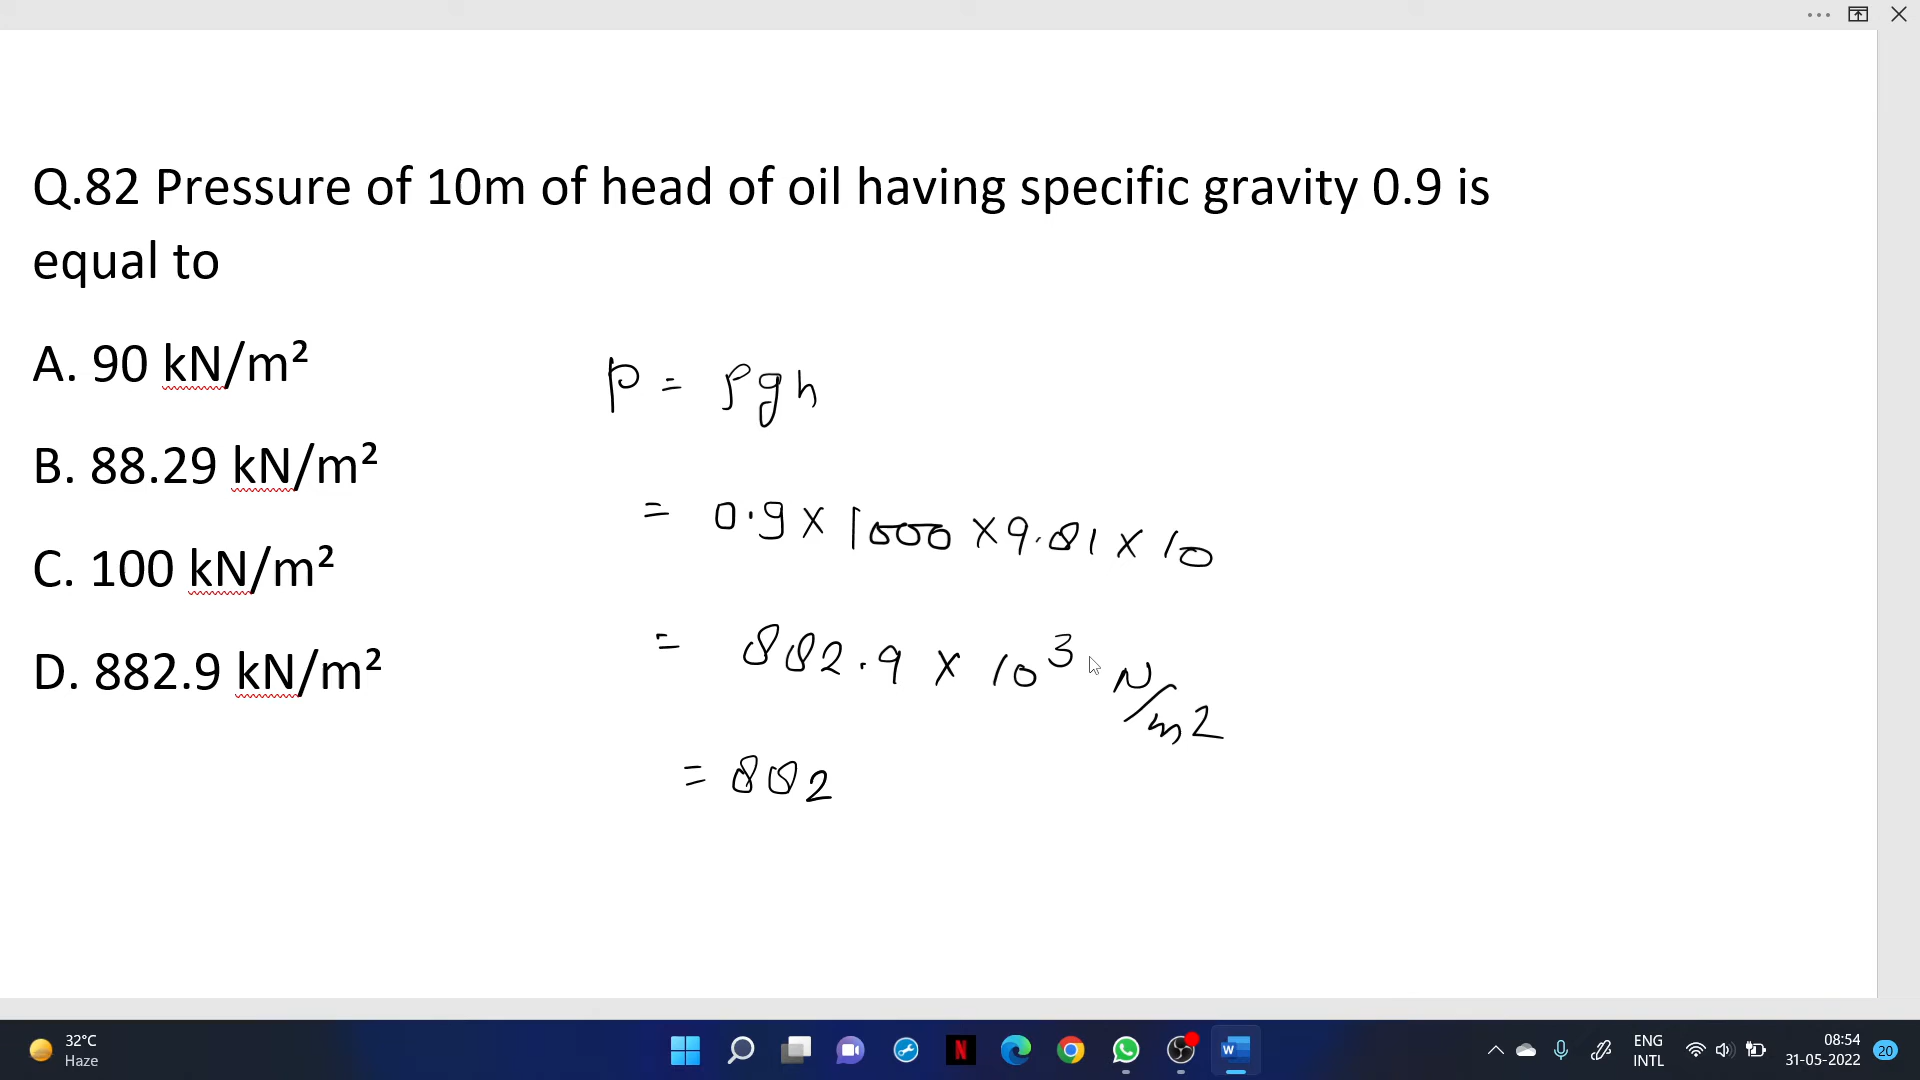 Q.82 Pressure of 10m of head of oil having specific gravity 0.9 is
equal to
A. 90 kN/m²
B. 88.29 kN/m²
C. 100 kN/m²
D. 882.9 kN/m²
p = ρgh
= 0.9 × 1000 × 9.81 × 10
= 882.9 × 10³ N/m2
= 882
32°C
Haze
ENG
INTL
08:54
31-05-2022
20